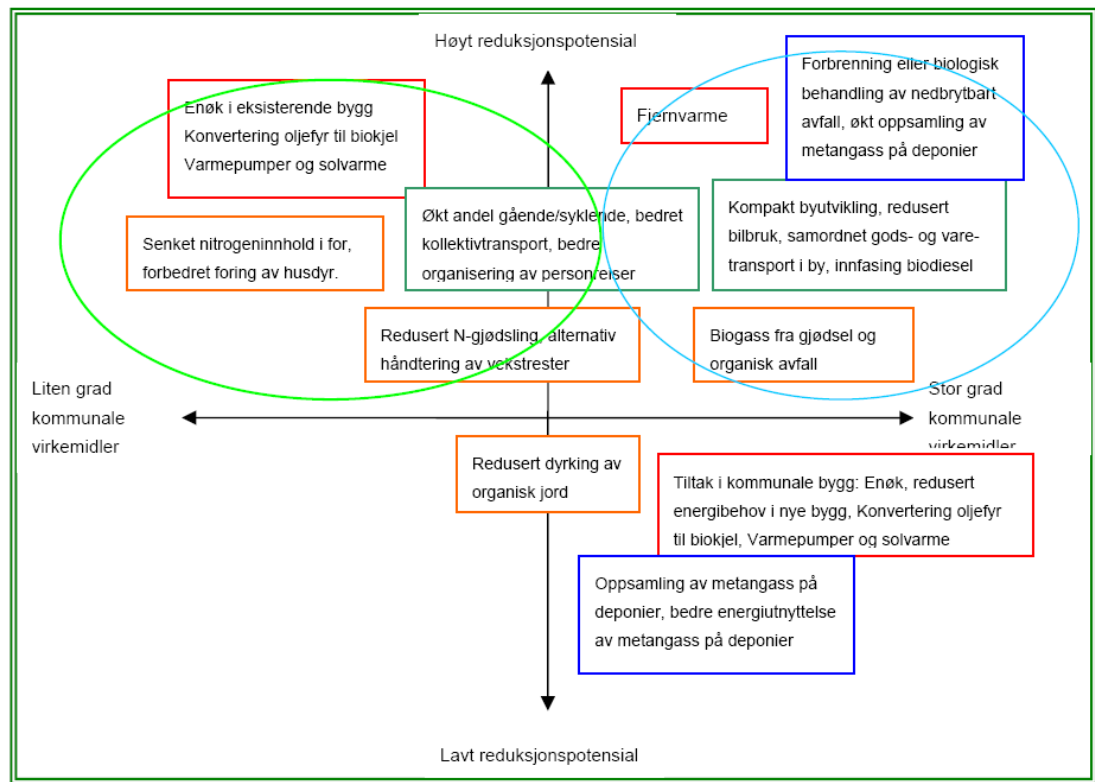 Høyt reduksjonspotensial
Forbrenning eller biologisk
behandling av nedbrytbart
avfall, økt oppsamling av
metangass på deponier
Enøk i eksisterende bygg
Konvertering oljefyr til biokjel
Varmepumper og solvarme
Fjernvarme
Økt andel gående/syklende, bedret
kollektivtransport, bedre
organisering av personreiser
Kompakt byutvikling, redusert
bilbruk, samordnet gods- og vare-
transport i by, innfasing biodiesel
Senket nitrogeninnhold i for,
forbedret foring av husdyr.
Redusert N-gjødsling, alternativ
håndtering av vekstrester
Biogass fra gjødsel og
organisk avfall
Liten grad
kommunale
virkemidler
Stor grad
kommunale
virkemidler
Redusert dyrking av
organisk jord
Tiltak i kommunale bygg: Enøk, redusert
energibehov i nye bygg, Konvertering oljefyr
til biokjel, Varmepumper og solvarme
Oppsamling av metangass på
deponier, bedre energiutnyttelse
av metangass på deponier
Lavt reduksjonspotensial